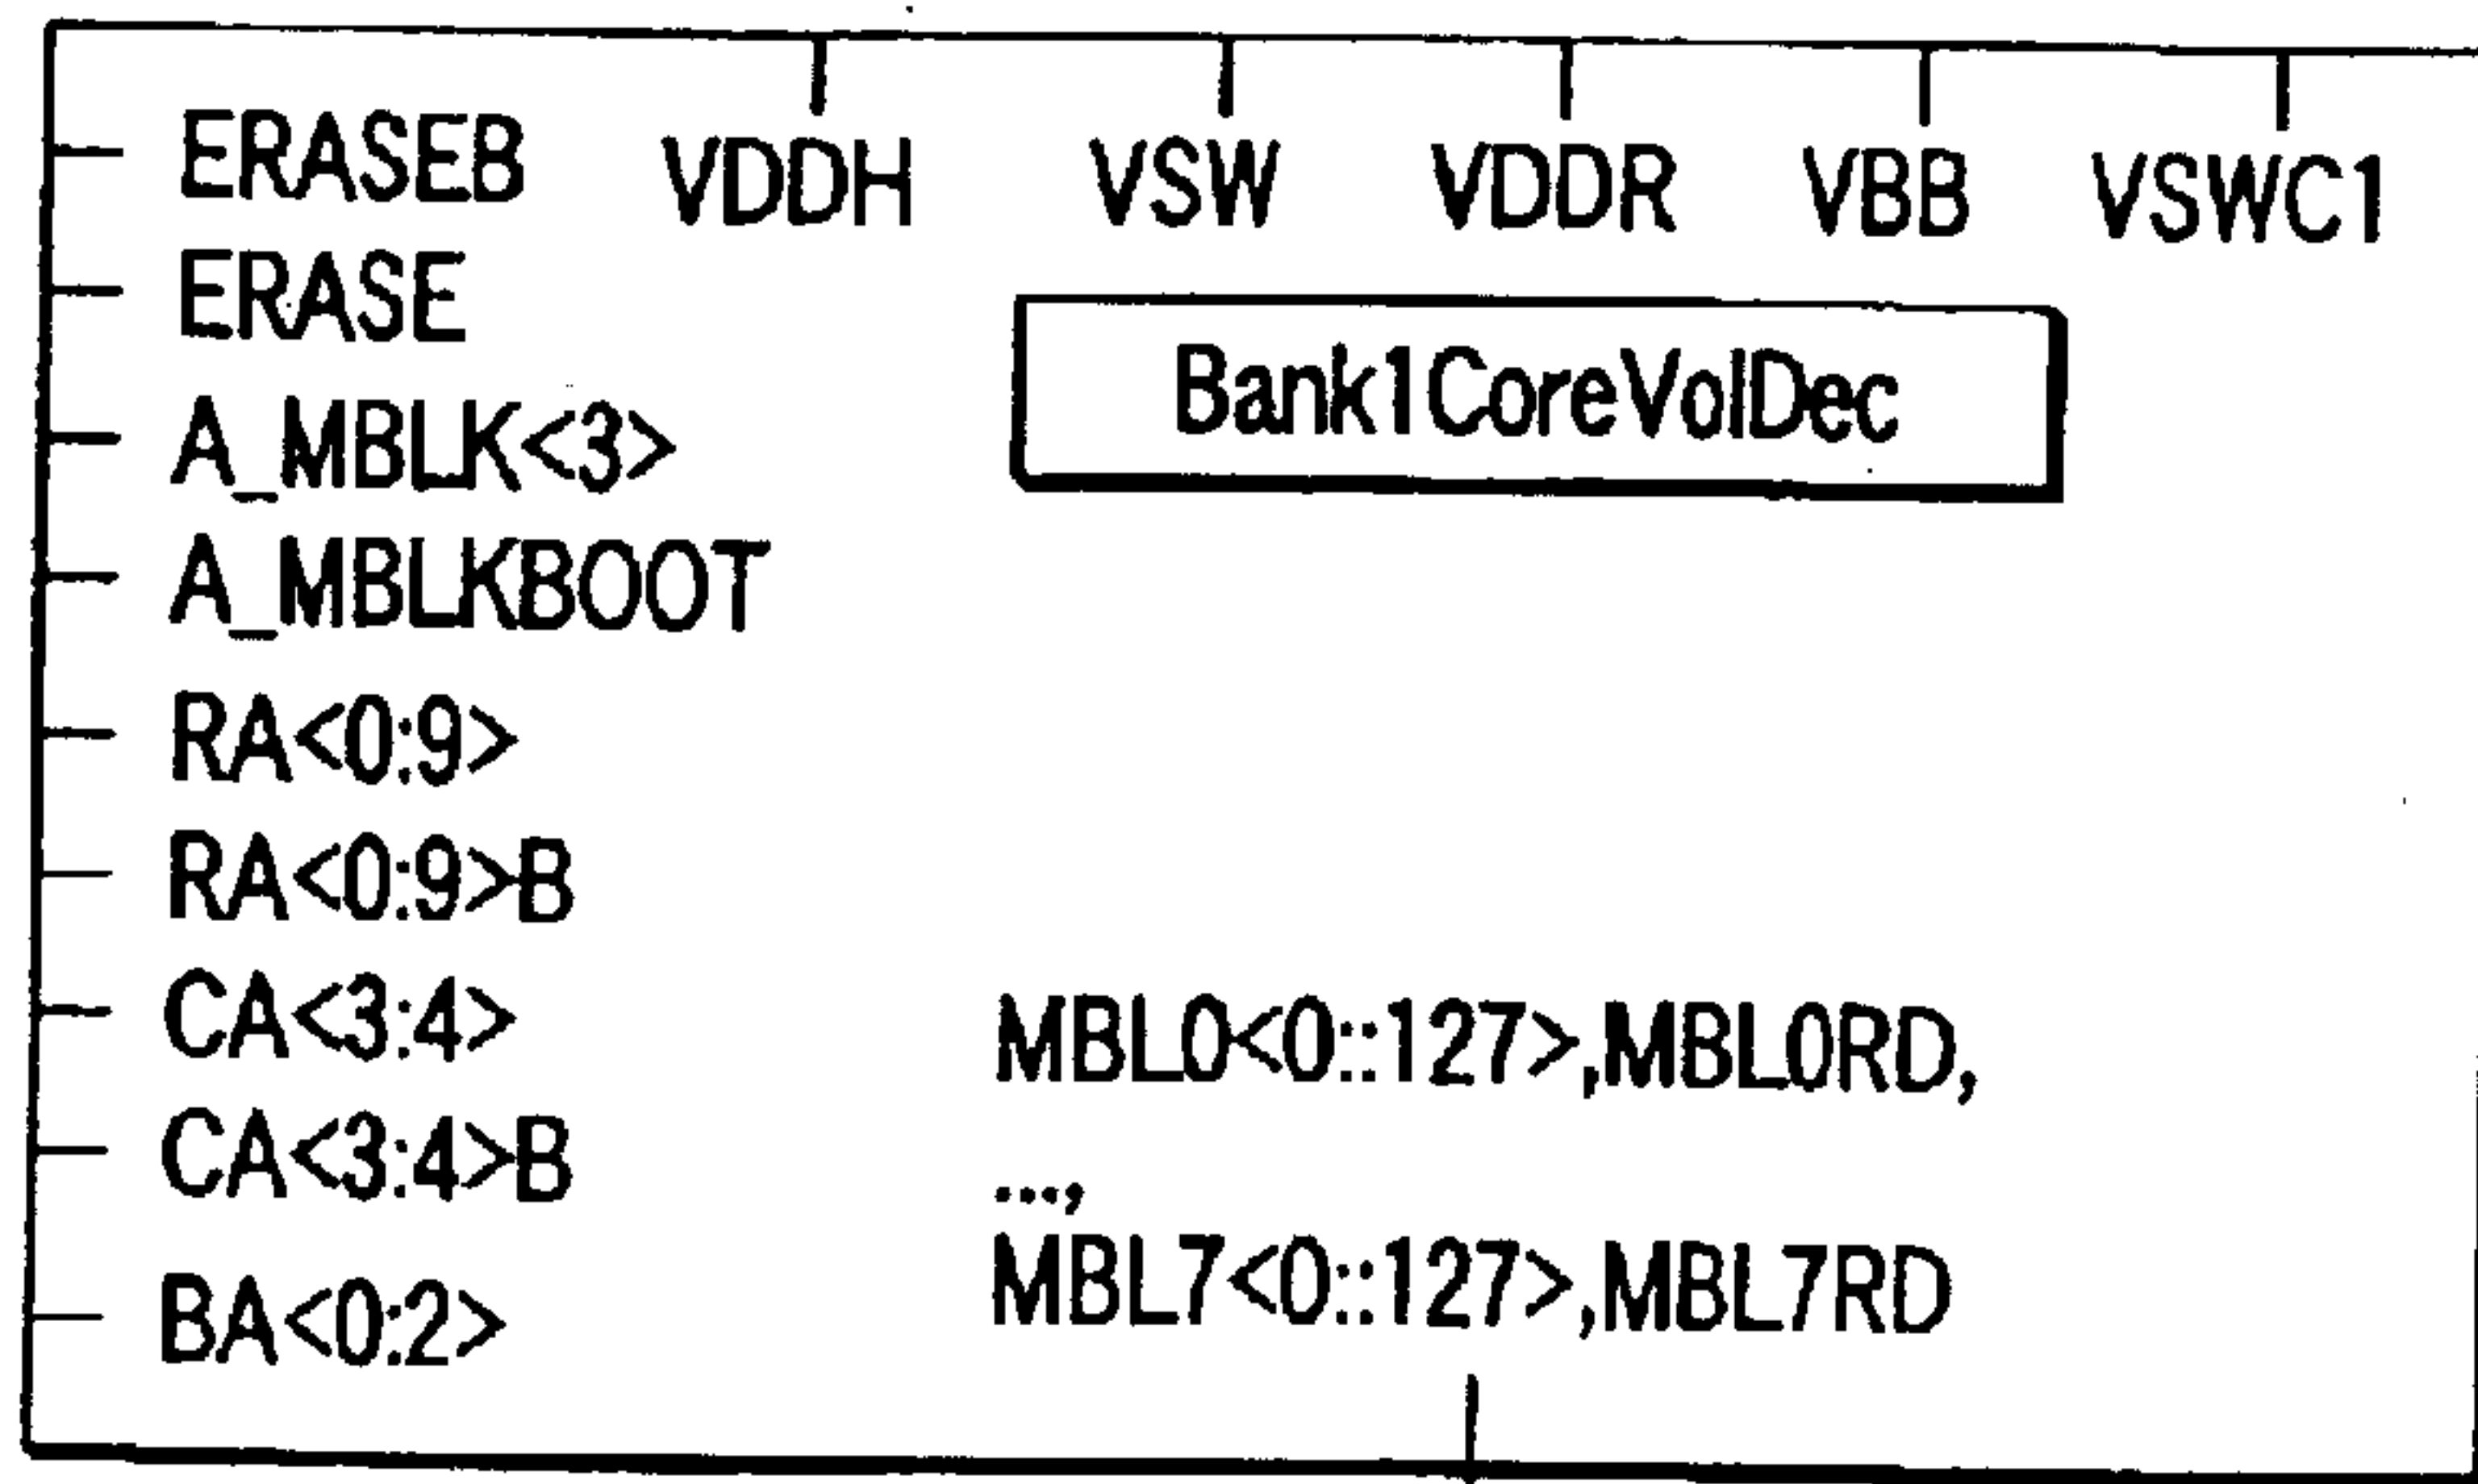 ERASEB VDDH VSW VDDR VBB VSWC1
ERASE
Bank1CoreVolDec
A_MBLK<3>
A_MBLKBOOT
RA<0:9>
RA<0:9>B
CA<3:4>
CA<3:4>B
BA<0:2>
MBL0<0::127>,MBL0RD,
...,
MBL7<0::127>,MBL7RD